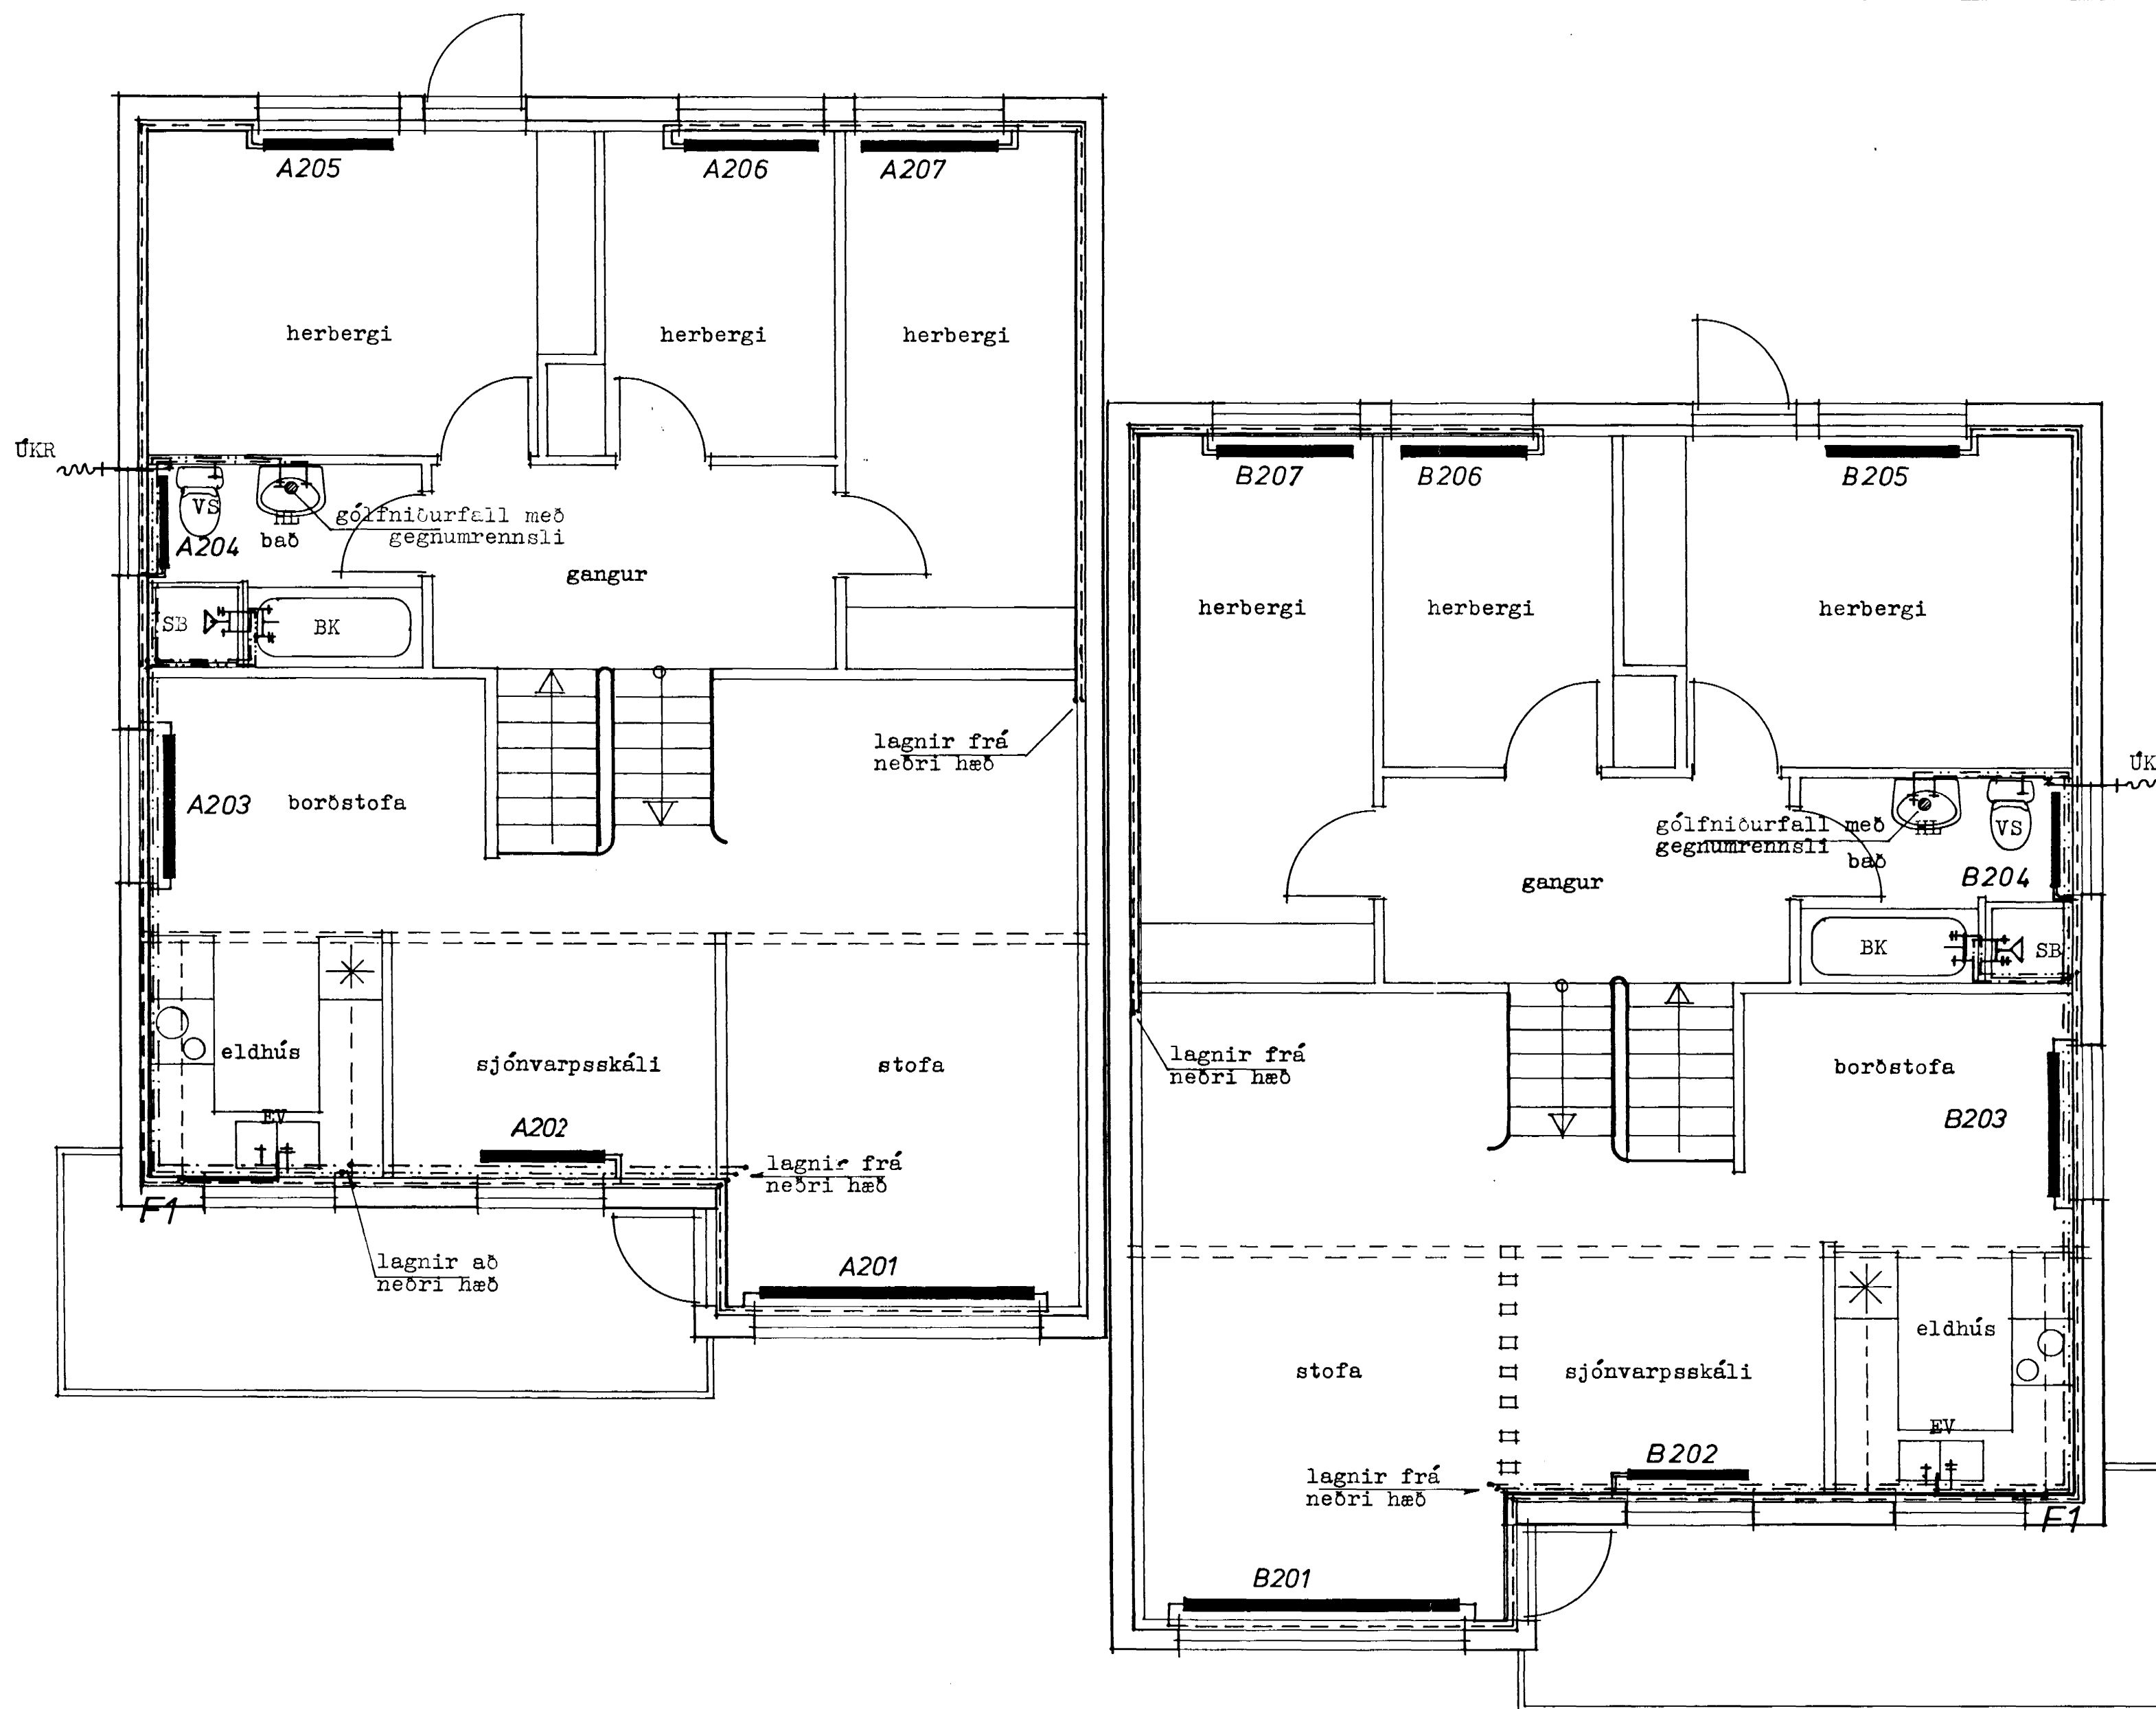 A205
A206
A207
herbergi
herbergi
herbergi
ÚKR
VS
HL
gólfniðurfall með
gegnumrennsli
A204
bað
gangur
SB
BK
lagnir frá
neðri hæð
A203
borðstofa
eldhús
sjónvarpsskáli
stofa
EV
A202
lagnir frá
neðri hæð
F1
lagnir að
neðri hæð
A201
B207
B206
B205
herbergi
herbergi
herbergi
ÚK
gólfniðurfall með
gegnumrennsli
HL
VS
bað
B204
gangur
BK
SB
lagnir frá
neðri hæð
borðstofa
B203
eldhús
stofa
sjónvarpsskáli
EV
B202
lagnir frá
neðri hæð
F1
B201